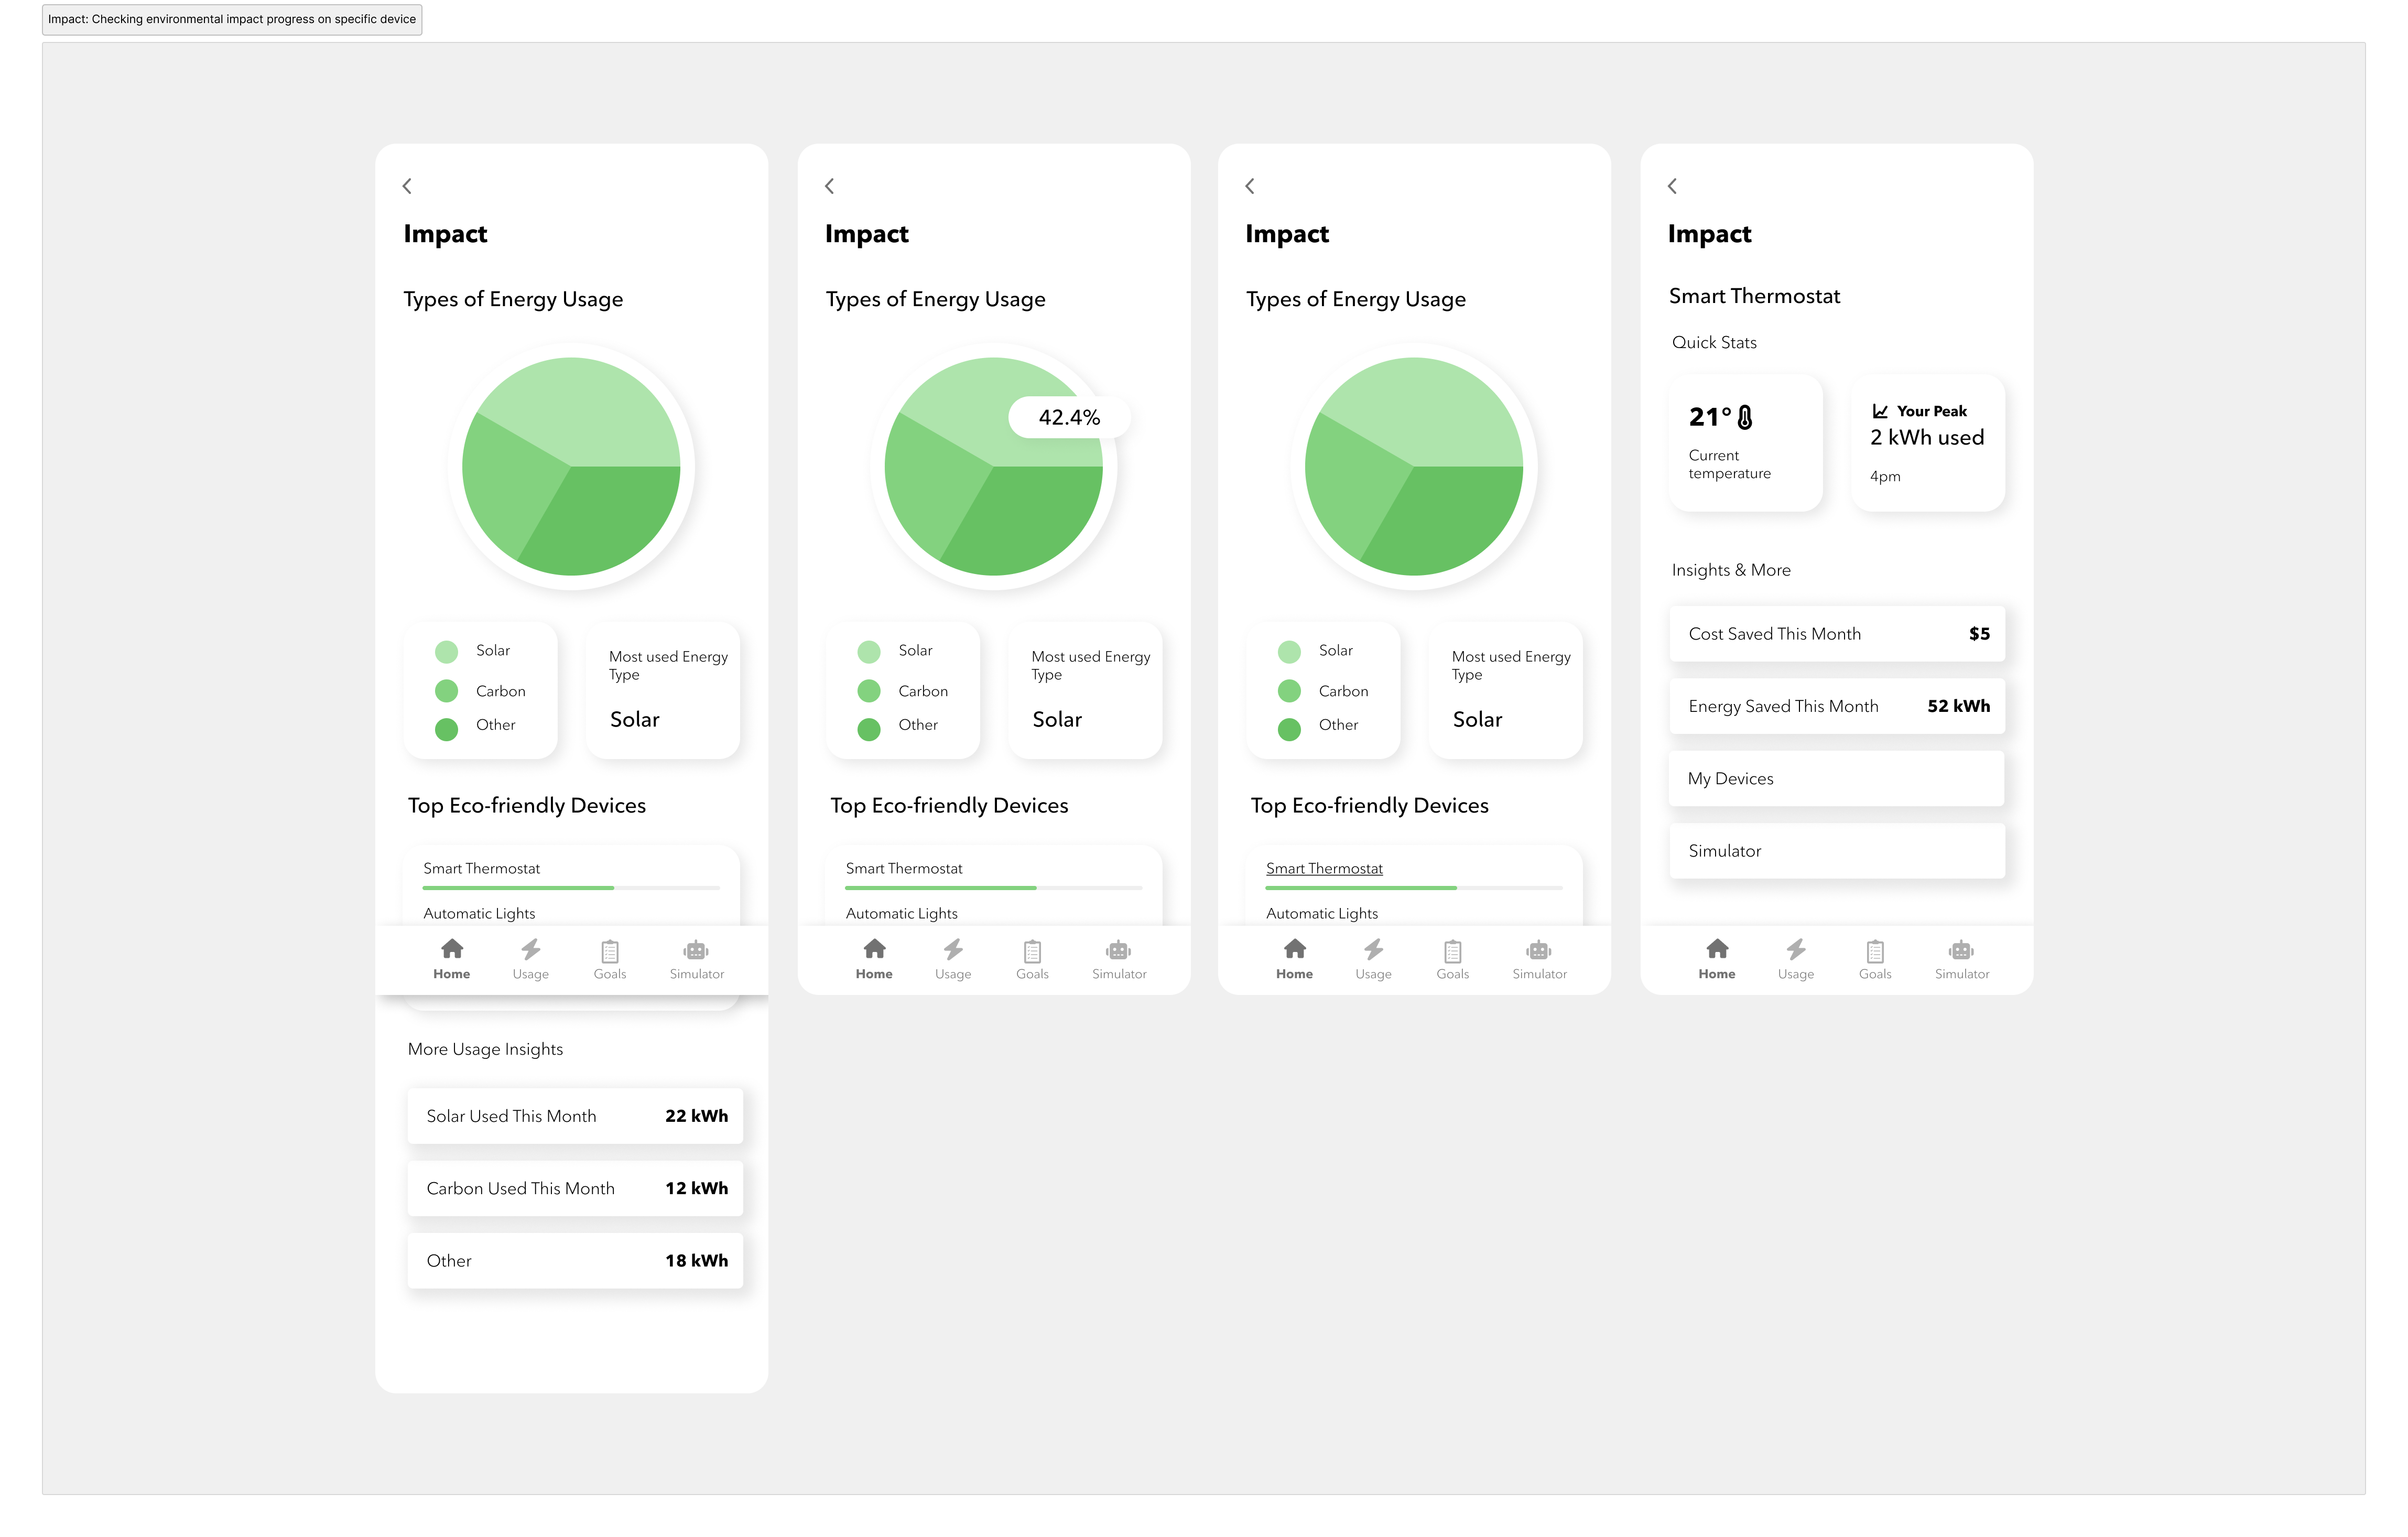 Impact: Checking environmental impact progress on specific device
Impact
Types of Energy Usage
Solar
Carbon
Other
Most used Energy
Type
Solar
Top Eco-friendly Devices
Smart Thermostat
Automatic Lights
Home
Usage
Goals
Simulator
More Usage Insights
Solar Used This Month
22 kWh
Carbon Used This Month
12 kWh
Other
18 kWh
Impact
Types of Energy Usage
42.4%
Solar
Carbon
Other
Most used Energy
Type
Solar
Top Eco-friendly Devices
Smart Thermostat
Automatic Lights
Home
Usage
Goals
Simulator
Impact
Types of Energy Usage
Solar
Carbon
Other
Most used Energy
Type
Solar
Top Eco-friendly Devices
Smart Thermostat
Automatic Lights
Home
Usage
Goals
Simulator
Impact
Smart Thermostat
Quick Stats
21°
Current
temperature
Your Peak
2 kWh used
4pm
Insights & More
Cost Saved This Month
$5
Energy Saved This Month
52 kWh
My Devices
Simulator
Home
Usage
Goals
Simulator